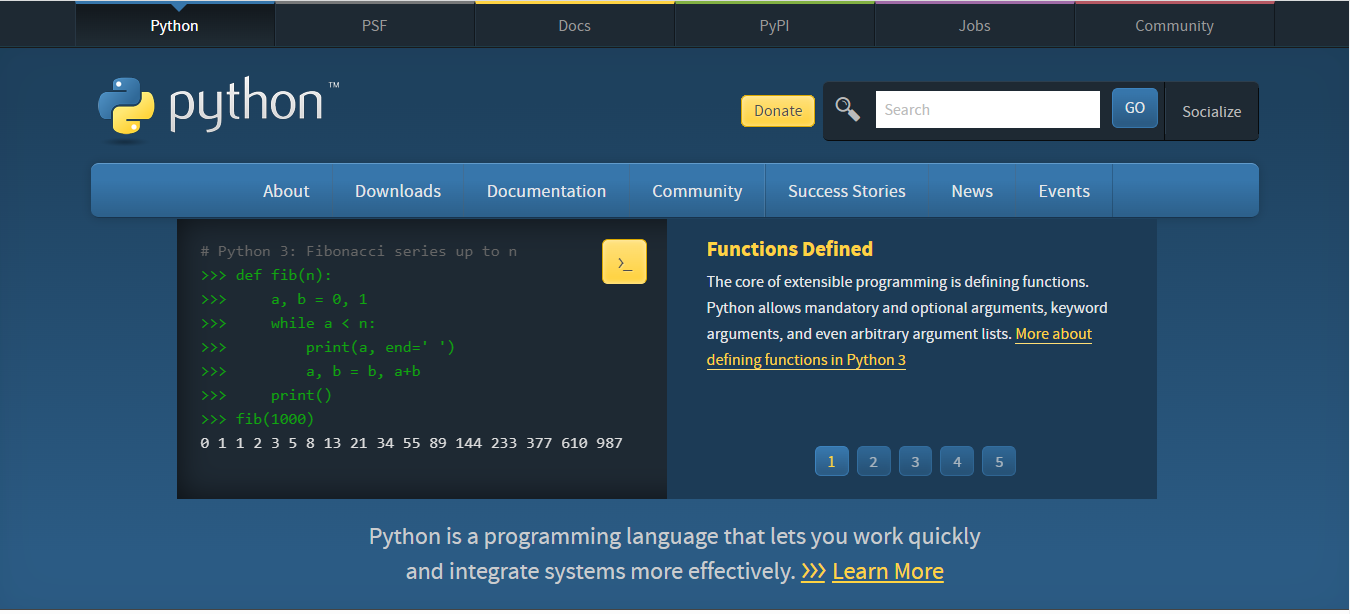 Python PSF Docs PyPI Jobs Community
python™
Donate Search GO Socialize
About Downloads Documentation Community Success Stories News Events
# Python 3: Fibonacci series up to n
>>> def fib(n):
>>>     a, b = 0, 1
>>>     while a < n:
>>>         print(a, end=' ')
>>>         a, b = b, a+b
>>>     print()
>>> fib(1000)
0 1 1 2 3 5 8 13 21 34 55 89 144 233 377 610 987
>_
Functions Defined
The core of extensible programming is defining functions.
Python allows mandatory and optional arguments, keyword
arguments, and even arbitrary argument lists. More about
defining functions in Python 3
1 2 3 4 5
Python is a programming language that lets you work quickly
and integrate systems more effectively. >>> Learn More